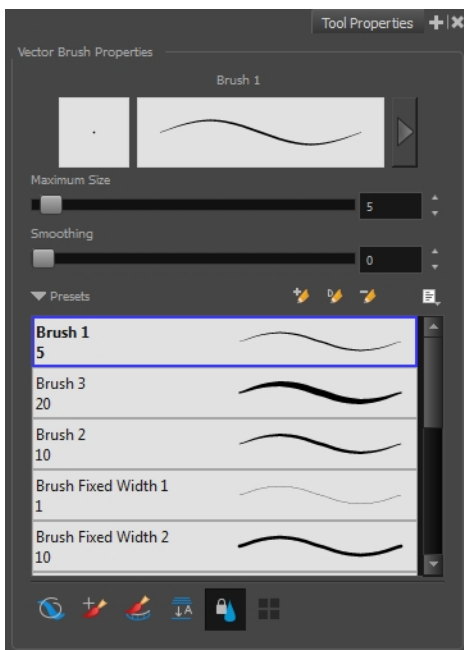 Tool Properties
Vector Brush Properties
Brush 1
Maximum Size
5
Smoothing
0
Presets
Brush 1
5
Brush 3
20
Brush 2
10
Brush Fixed Width 1
1
Brush Fixed Width 2
10